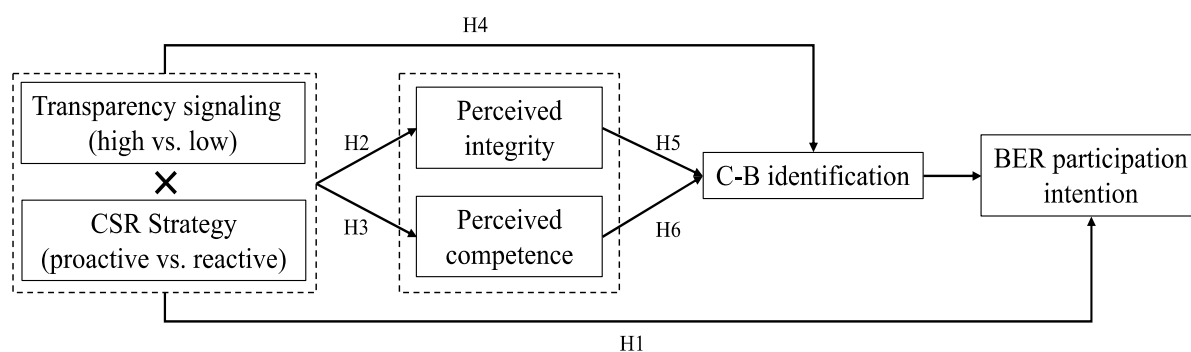 H4
Transparency signaling
(high vs. low)
×
CSR Strategy
(proactive vs. reactive)
H2
H3
Perceived
integrity
Perceived
competence
H5
H6
C-B identification
BER participation
intention
H1